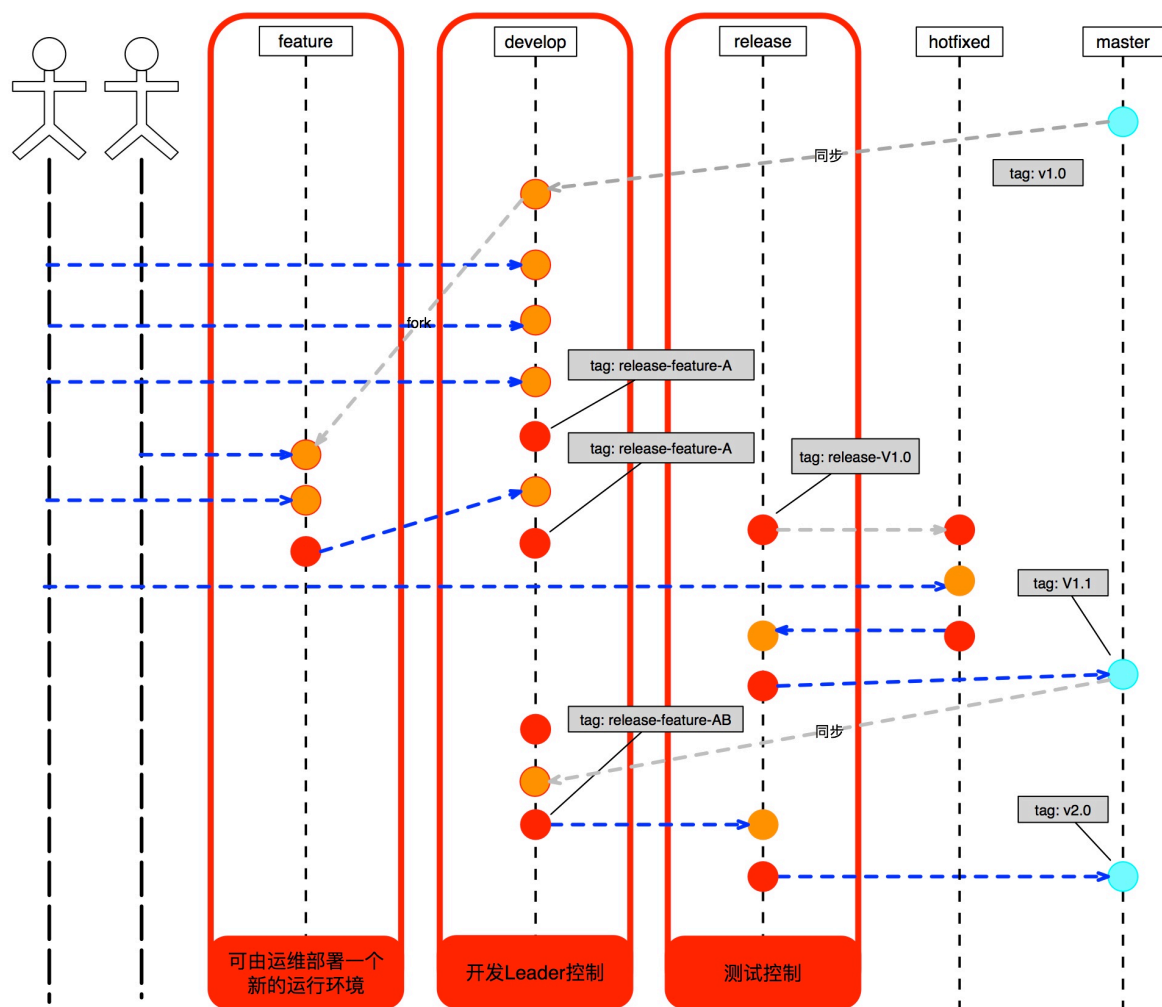 feature
develop
release
hotfixed
master
同步
tag: v1.0
fork
tag: release-feature-A
tag: release-feature-A
tag: release-V1.0
tag: V1.1
tag: release-feature-AB
同步
tag: v2.0
可由运维部署一个
新的运行环境
开发Leader控制
测试控制